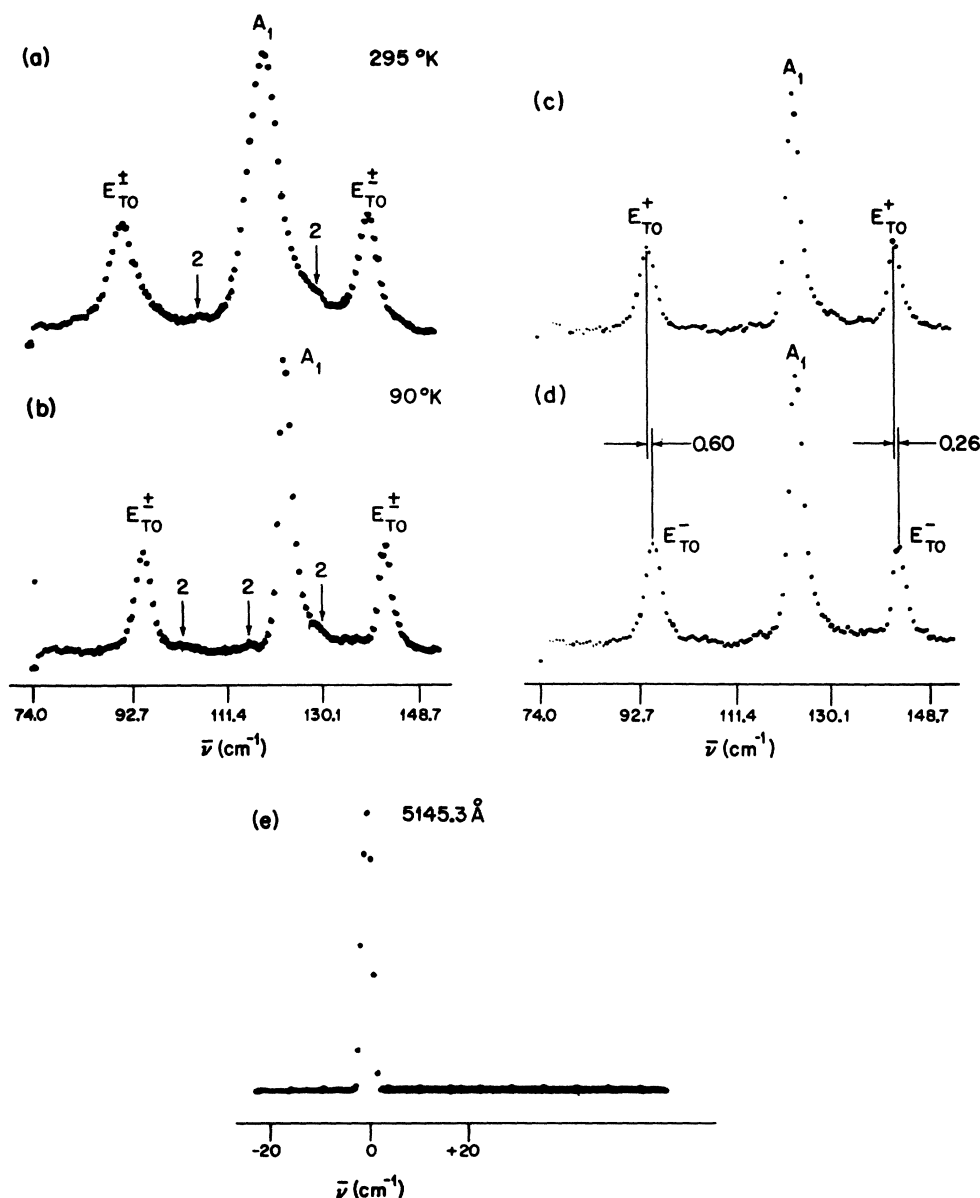 (a)
A₁
295 °K
E±TO
2
2
E±TO
(b)
A₁
90 °K
E±TO
2
2
2
E±TO
74.0 92.7 111.4 130.1 148.7
ν̄ (cm⁻¹)
(c)
A₁
E⁺TO
E⁺TO
(d)
A₁
0.60
0.26
E⁻TO
E⁻TO
74.0 92.7 111.4 130.1 148.7
ν̄ (cm⁻¹)
(e)
5145.3 Å
-20 0 +20
ν̄ (cm⁻¹)